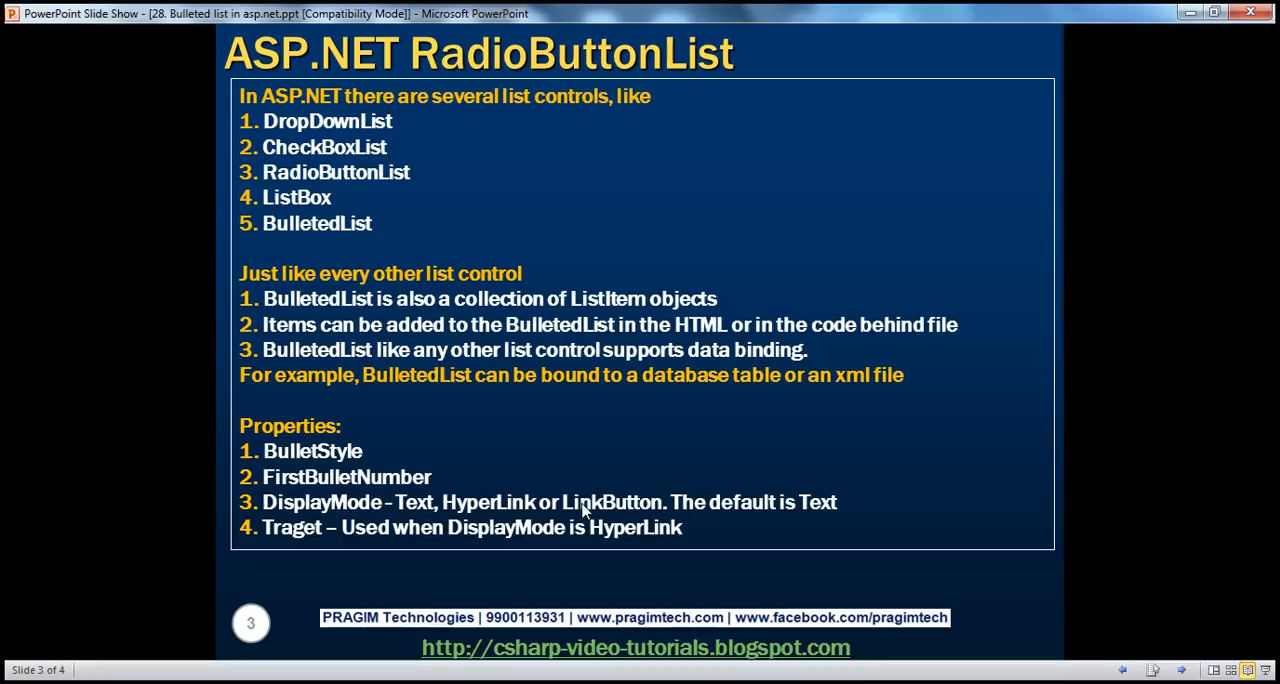 PowerPoint Slide Show - [28. Bulleted list in asp.net.ppt [Compatibility Mode]] - Microsoft PowerPoint
ASP.NET RadioButtonList
In ASP.NET there are several list controls, like
1. DropDownList
2. CheckBoxList
3. RadioButtonList
4. ListBox
5. BulletedList
Just like every other list control
1. BulletedList is also a collection of ListItem objects
2. Items can be added to the BulletedList in the HTML or in the code behind file
3. BulletedList like any other list control supports data binding.
For example, BulletedList can be bound to a database table or an xml file
Properties:
1. BulletStyle
2. FirstBulletNumber
3. DisplayMode - Text, HyperLink or LinkButton. The default is Text
4. Traget – Used when DisplayMode is HyperLink
3
PRAGIM Technologies | 9900113931 | www.pragimtech.com | www.facebook.com/pragimtech
http://csharp-video-tutorials.blogspot.com
Slide 3 of 4